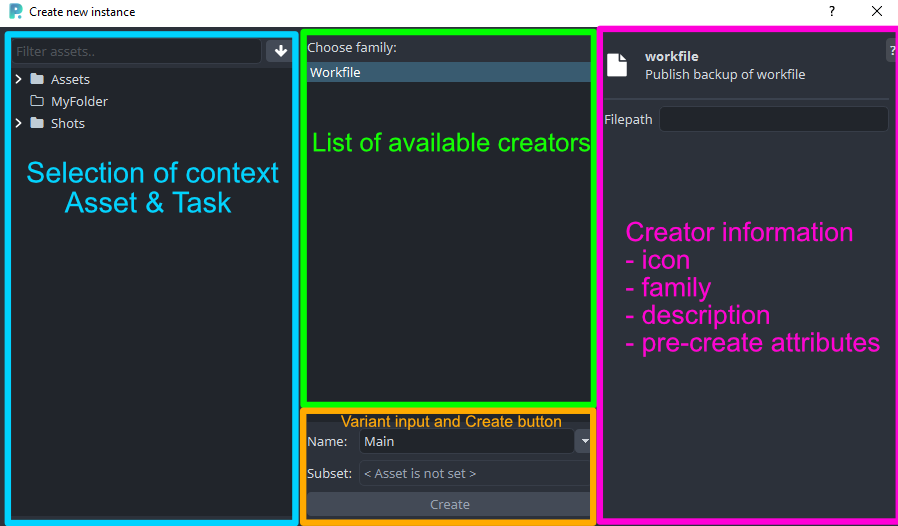 Create new instance
?
Filter assets..
Assets
MyFolder
Shots
Selection of context
Asset & Task
Choose family:
Workfile
List of available creators
Variant input and Create button
Name:
Main
Subset:
< Asset is not set >
Create
workfile
Publish backup of workfile
?
Filepath
Creator information
- icon
- family
- description
- pre-create attributes